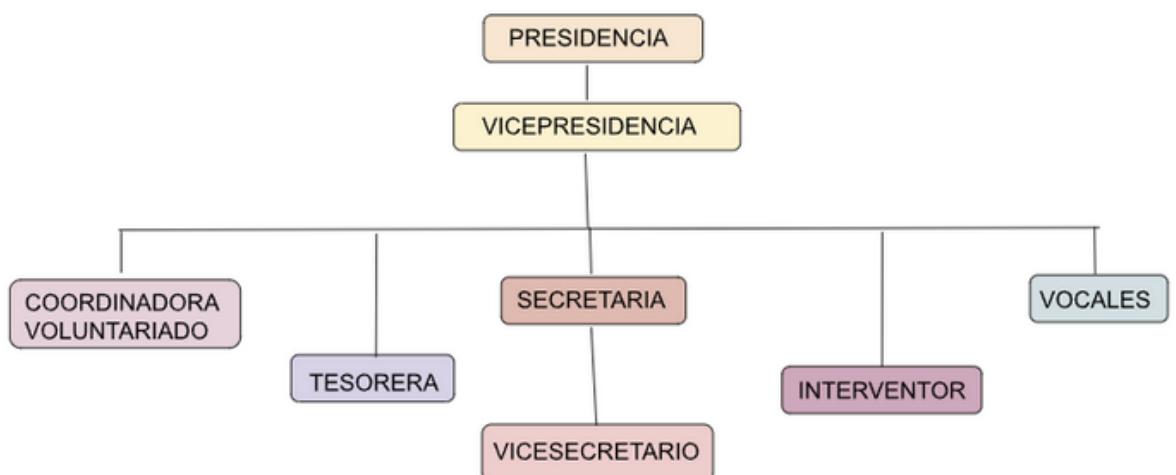 PRESIDENCIA
VICEPRESIDENCIA
COORDINADORA
VOLUNTARIADO
SECRETARIA
VOCALES
TESORERA
INTERVENTOR
VICESECRETARIO